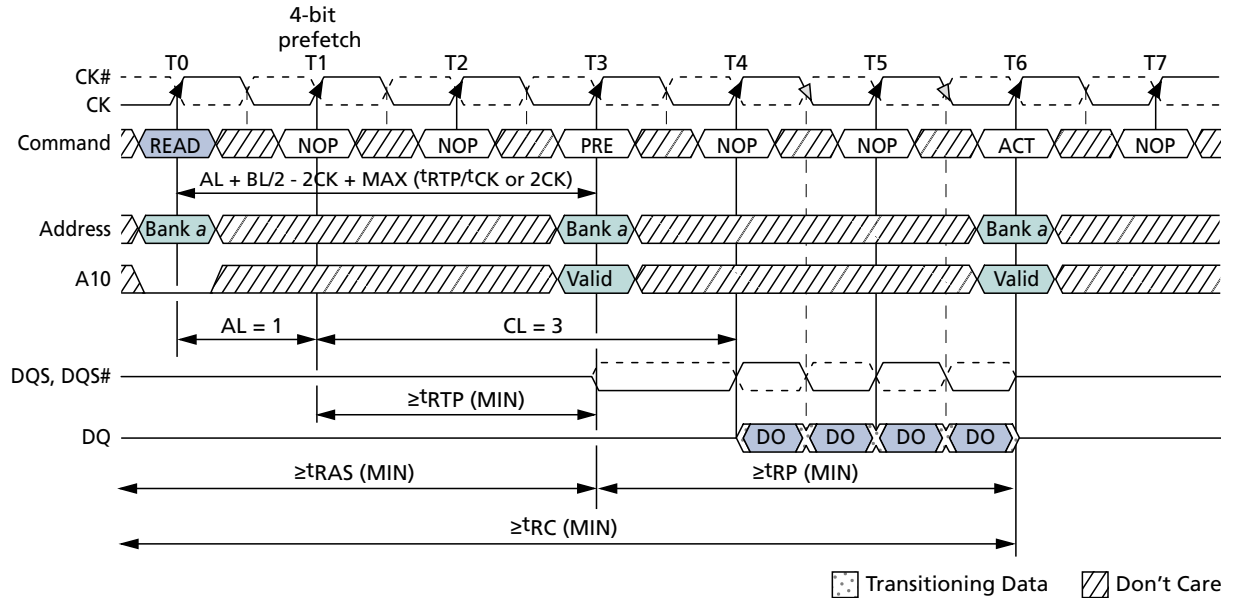 4-bit
prefetch
T0 T1 T2 T3 T4 T5 T6 T7
CK#
CK
Command READ NOP NOP PRE NOP NOP ACT NOP
AL + BL/2 - 2CK + MAX (tRTP/tCK or 2CK)
Address Bank a Bank a Bank a
A10 Valid Valid
AL = 1 CL = 3
DQS, DQS#
≥tRTP (MIN)
DQ DO DO DO DO
≥tRAS (MIN) ≥tRP (MIN)
≥tRC (MIN)
Transitioning Data Don't Care